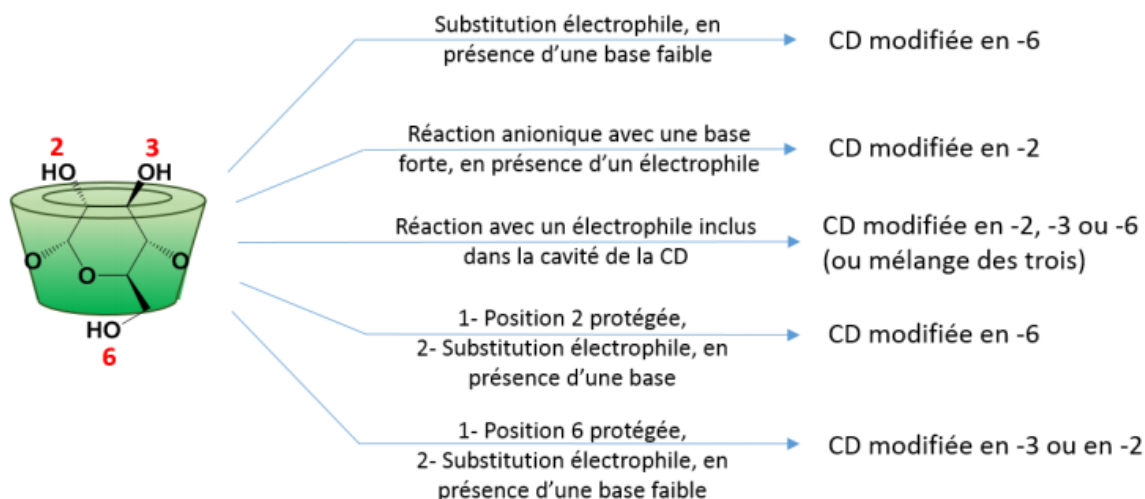 Substitution électrophile, en
présence d'une base faible
CD modifiée en -6
Réaction anionique avec une base
forte, en présence d'un électrophile
CD modifiée en -2
Réaction avec un électrophile inclus
dans la cavité de la CD
CD modifiée en -2, -3 ou -6
(ou mélange des trois)
1- Position 2 protégée,
2- Substitution électrophile, en
présence d'une base
CD modifiée en -6
1- Position 6 protégée,
2- Substitution électrophile, en
présence d'une base faible
CD modifiée en -3 ou en -2
2 3
HO OH
O O O
HO
6